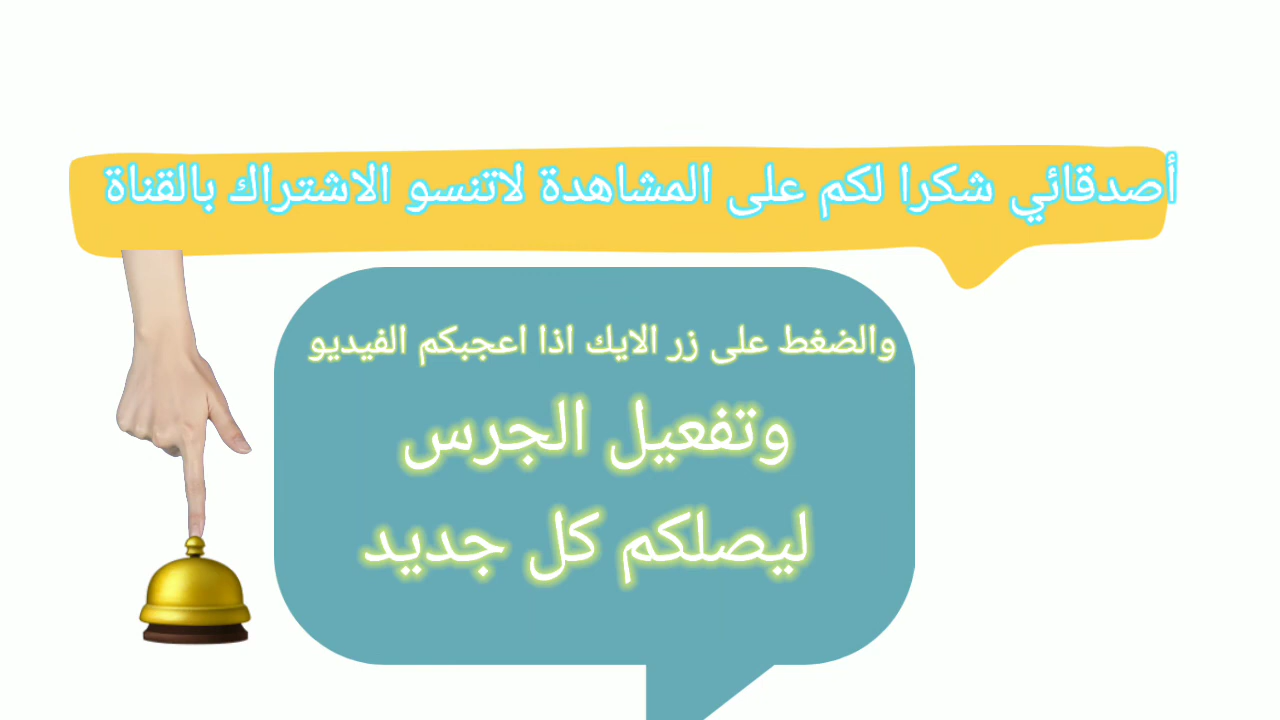 أصدقائي شكرا لكم على المشاهدة لاتنسو الاشتراك بالقناة
والضغط على زر الايك اذا اعجبكم الفيديو
وتفعيل الجرس
ليصلكم كل جديد